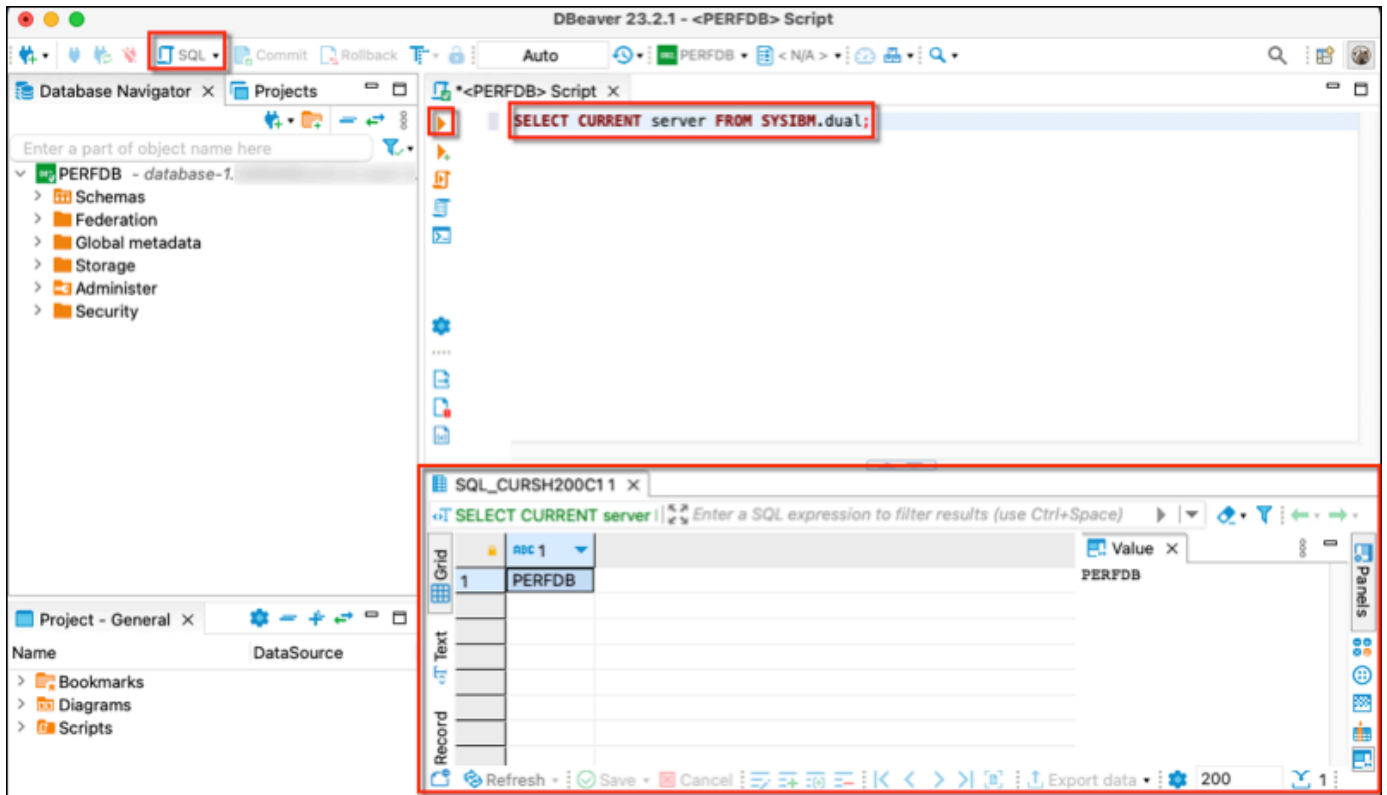 DBeaver 23.2.1 - <PERFDB> Script
SQL Commit Rollback Auto PERFDB < N/A >
Database Navigator Projects
*<PERFDB> Script
Enter a part of object name here
SELECT CURRENT server FROM SYSIBM.dual;
PERFDB - database-1.
Schemas
Federation
Global metadata
Storage
Administer
Security
SQL_CURSH200C1 1
SELECT CURRENT server Enter a SQL expression to filter results (use Ctrl+Space)
Grid
Text
Record
ABC 1
1 PERFDB
Value
PERFDB
Panels
Project - General
Name DataSource
Bookmarks
Diagrams
Scripts
Refresh Save Cancel Export data 200 1